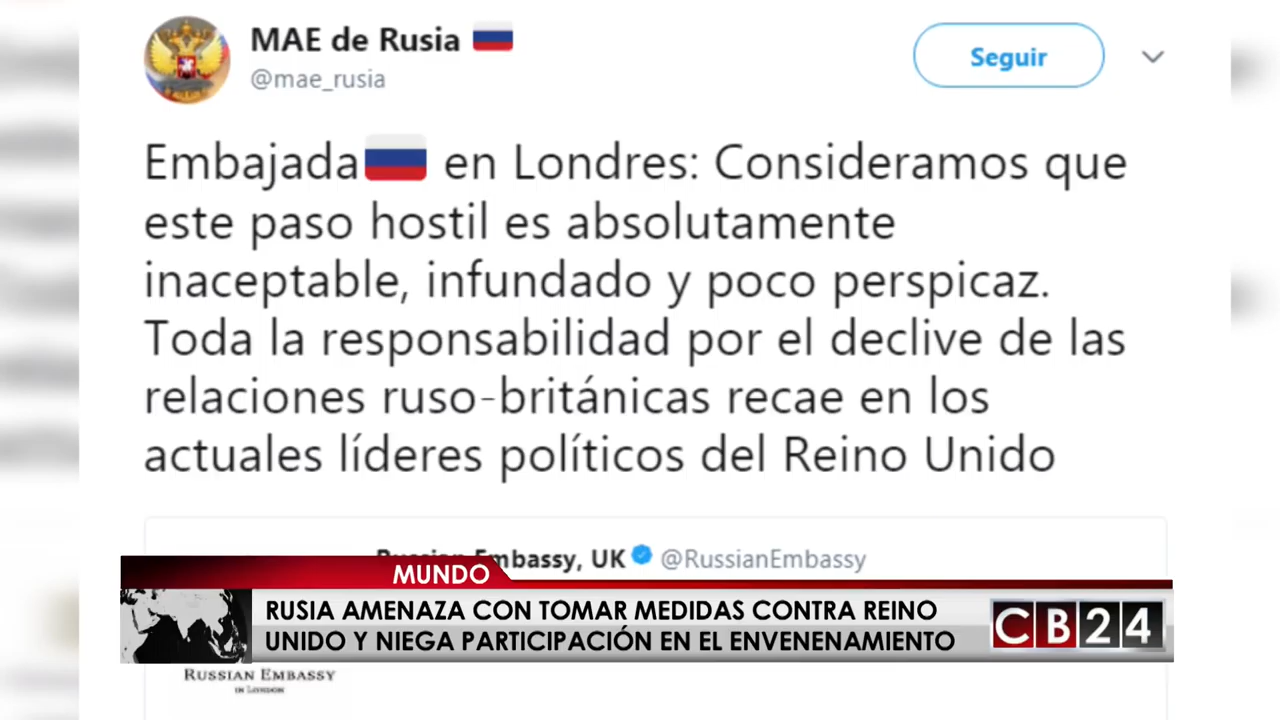 MAE de Rusia
@mae_rusia
Seguir
Embajada en Londres: Consideramos que
este paso hostil es absolutamente
inaceptable, infundado y poco perspicaz.
Toda la responsabilidad por el declive de las
relaciones ruso-británicas recae en los
actuales líderes políticos del Reino Unido
Russian Embassy, UK @RussianEmbassy
MUNDO
RUSIA AMENAZA CON TOMAR MEDIDAS CONTRA REINO
UNIDO Y NIEGA PARTICIPACIÓN EN EL ENVENENAMIENTO
CB24
RUSSIAN EMBASSY
IN LONDON